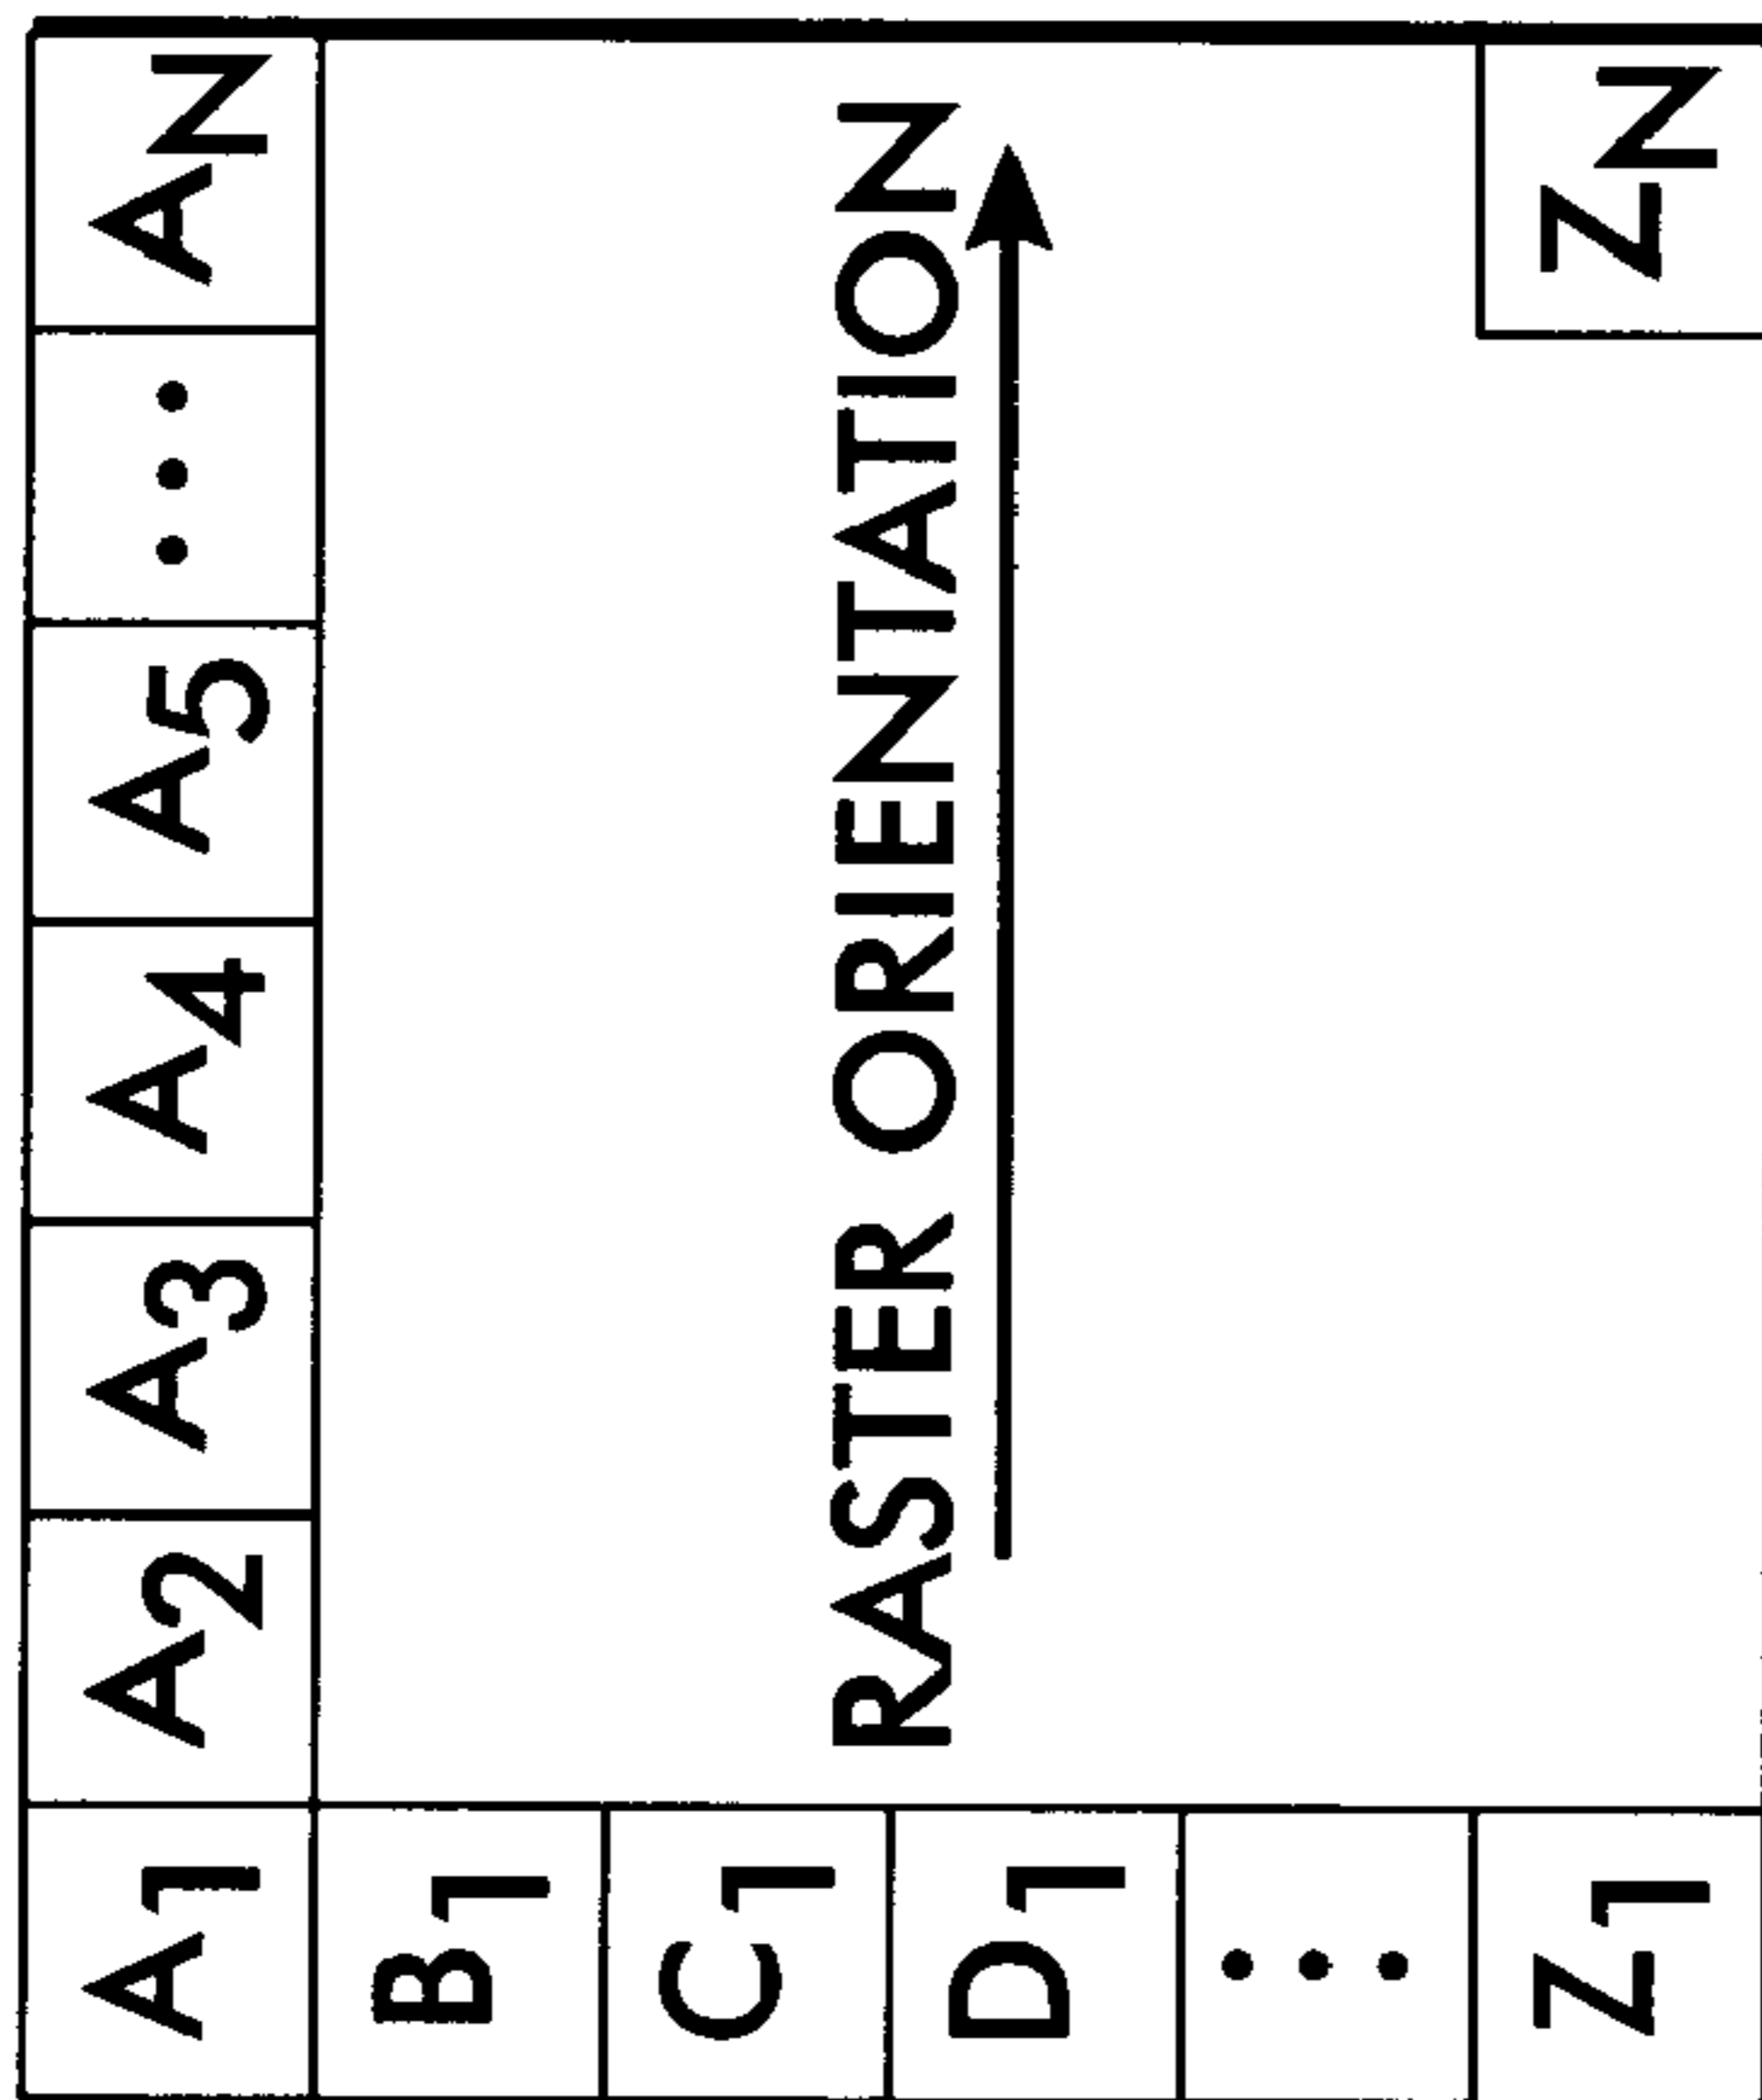 A1 A2 A3 A4 A5 ••• AN
B1
C1
RASTER ORIENTATION
D1
•••
Z1 ZN